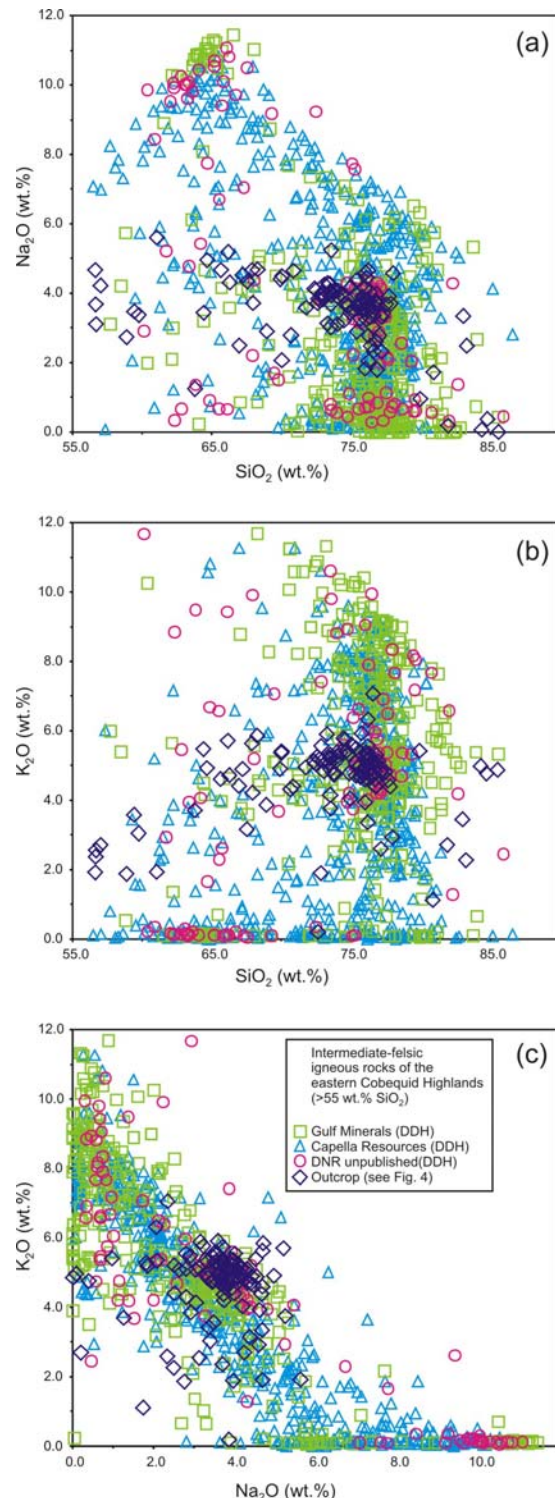 (a)
12.0
10.0
8.0
6.0
4.0
2.0
0.0
Na₂O (wt.%)
55.0 65.0 75.0 85.0
SiO₂ (wt.%)
(b)
12.0
10.0
8.0
6.0
4.0
2.0
0.0
K₂O (wt.%)
55.0 65.0 75.0 85.0
SiO₂ (wt.%)
(c)
12.0
10.0
8.0
6.0
4.0
2.0
0.0
K₂O (wt.%)
Intermediate-felsic
igneous rocks of the
eastern Cobequid Highlands
(>55 wt.% SiO₂)
Gulf Minerals (DDH)
Capella Resources (DDH)
DNR unpublished(DDH)
Outcrop (see Fig. 4)
0.0 2.0 4.0 6.0 8.0 10.0
Na₂O (wt.%)